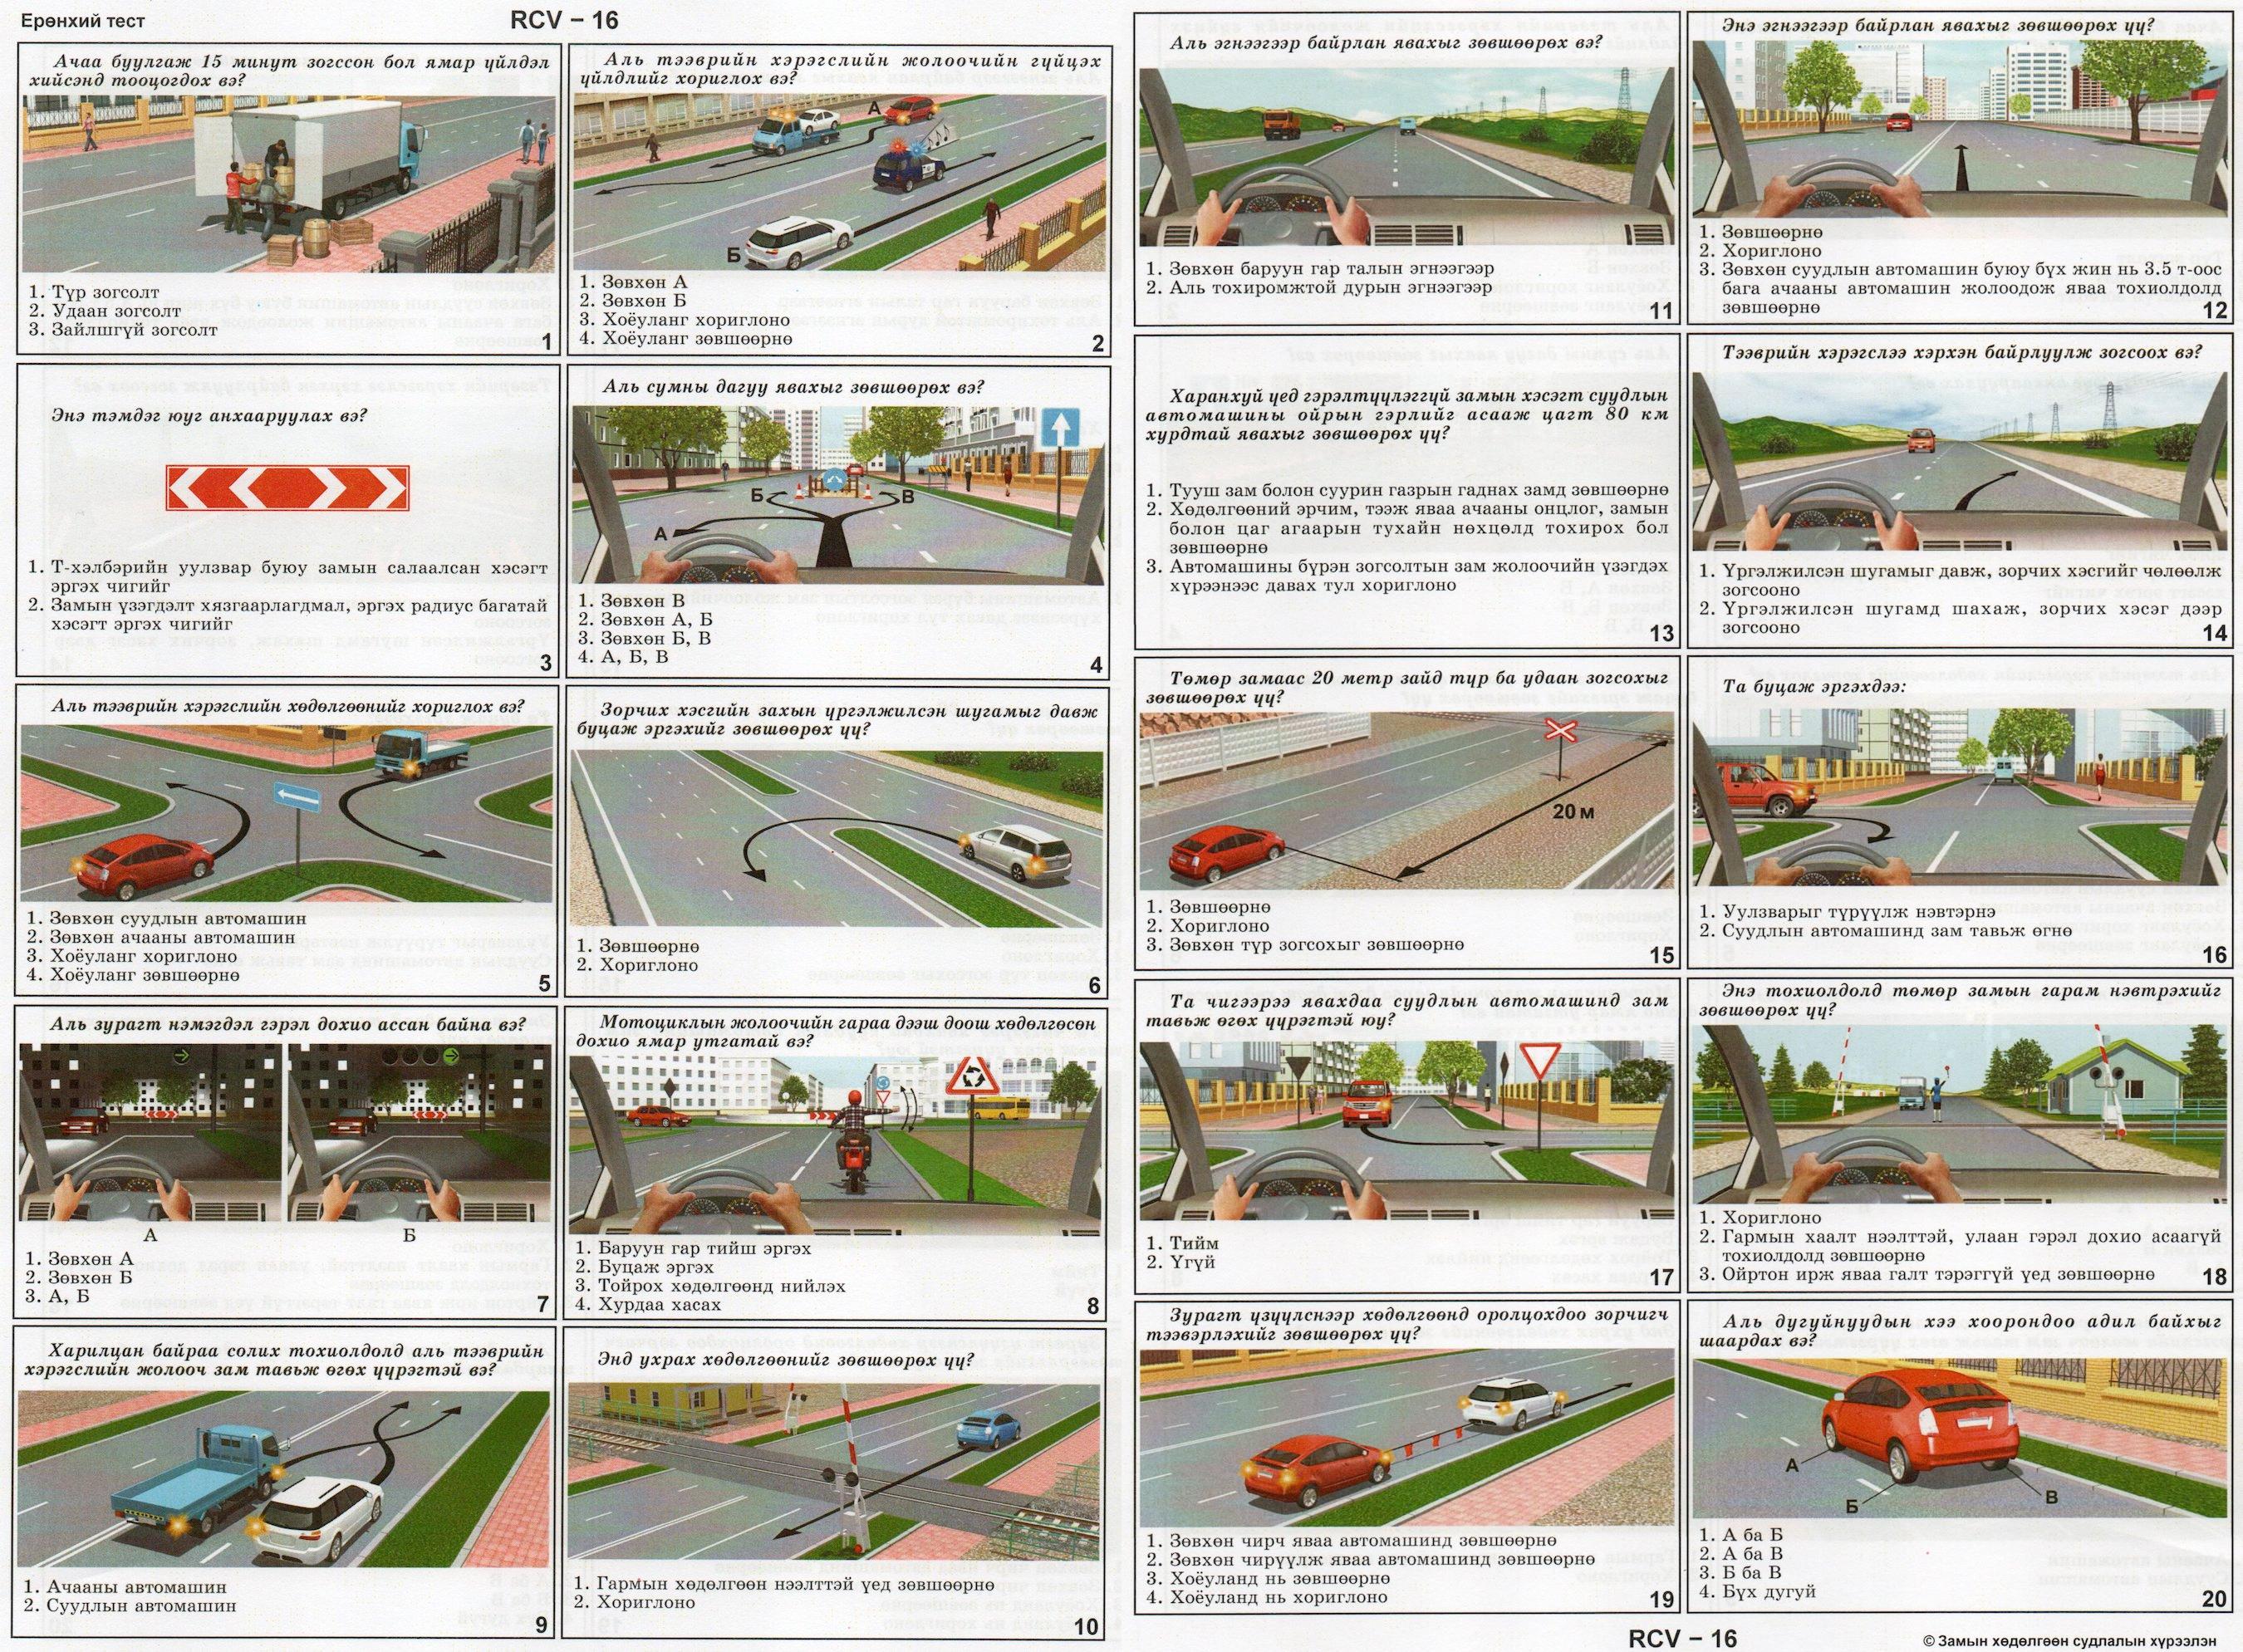 Ерөнхий тест
RCV – 16
Ачаа буулгаж 15 минут зогссон бол ямар үйлдэл
хийсэнд тооцогдох вэ?
1. Түр зогсолт
2. Удаан зогсолт
3. Зайлшгүй зогсолт
1
Аль тээврийн хэрэгслийн жолоочийн гүйцэх
үйлдлийг хориглох вэ?
А
Б
1. Зөвхөн А
2. Зөвхөн Б
3. Хоёуланг хориглоно
4. Хоёуланг зөвшөөрнө
2
Энэ тэмдэг юуг анхааруулах вэ?
1. Т-хэлбэрийн уулзвар буюу замын салаалсан хэсэгт
эргэх чигийг
2. Замын үзэгдэлт хязгаарлагдмал, эргэх радиус багатай
хэсэгт эргэх чигийг
3
Аль сумны дагуу явахыг зөвшөөрөх вэ?
Б
В
А
1. Зөвхөн В
2. Зөвхөн А, Б
3. Зөвхөн Б, В
4. А, Б, В
4
Аль тээврийн хэрэгслийн хөдөлгөөнийг хориглох вэ?
1. Зөвхөн суудлын автомашин
2. Зөвхөн ачааны автомашин
3. Хоёуланг хориглоно
4. Хоёуланг зөвшөөрнө
5
Зорчих хэсгийн захын үргэлжилсэн шугамыг давж
буцаж эргэхийг зөвшөөрөх үү?
1. Зөвшөөрнө
2. Хориглоно
6
Аль зурагт нэмэгдэл гэрэл дохио ассан байна вэ?
А
Б
1. Зөвхөн А
2. Зөвхөн Б
3. А, Б
7
Мотоциклын жолоочийн гараа дээш доош хөдөлгөсөн
дохио ямар утгатай вэ?
1. Баруун гар тийш эргэх
2. Буцаж эргэх
3. Тойрох хөдөлгөөнд нийлэх
4. Хурдаа хасах
8
Харилцан байраа солих тохиолдолд аль тээврийн
хэрэгслийн жолооч зам тавьж өгөх үүрэгтэй вэ?
1. Ачааны автомашин
2. Суудлын автомашин
9
Энд ухрах хөдөлгөөнийг зөвшөөрөх үү?
1. Гармын хөдөлгөөн нээлттэй үед зөвшөөрнө
2. Хориглоно
10
Аль эгнээгээр байрлан явахыг зөвшөөрөх вэ?
1. Зөвхөн баруун гар талын эгнээгээр
2. Аль тохиромжтой дурын эгнээгээр
11
Энэ эгнээгээр байрлан явахыг зөвшөөрөх үү?
1. Зөвшөөрнө
2. Хориглоно
3. Зөвхөн суудлын автомашин буюу бүх жин нь 3.5 т-оос
бага ачааны автомашин жолоодож яваа тохиолдолд
зөвшөөрнө
12
Харанхуй үед гэрэлтүүлэггүй замын хэсэгт суудлын
автомашины ойрын гэрлийг асааж цагт 80 км
хурдтай явахыг зөвшөөрөх үү?
1. Тууш зам болон суурин газрын гаднах замд зөвшөөрнө
2. Хөдөлгөөний эрчим, тээж яваа ачааны онцлог, замын
болон цаг агаарын тухайн нөхцөлд тохирох бол
зөвшөөрнө
3. Автомашины бүрэн зогсолтын зам жолоочийн үзэгдэх
хүрээнээс давах тул хориглоно
13
Тээврийн хэрэгслээ хэрхэн байрлуулж зогсоох вэ?
1. Үргэлжилсэн шугамыг давж, зорчих хэсгийг чөлөөлж
зогсооно
2. Үргэлжилсэн шугамд шахаж, зорчих хэсэг дээр
зогсооно
14
Төмөр замаас 20 метр зайд түр ба удаан зогсохыг
зөвшөөрөх үү?
20 м
1. Зөвшөөрнө
2. Хориглоно
3. Зөвхөн түр зогсохыг зөвшөөрнө
15
Та буцаж эргэхдээ:
1. Уулзварыг түрүүлж нэвтэрнэ
2. Суудлын автомашинд зам тавьж өгнө
16
Та чигээрээ явахдаа суудлын автомашинд зам
тавьж өгөх үүрэгтэй юу?
1. Тийм
2. Үгүй
17
Энэ тохиолдолд төмөр замын гарам нэвтрэхийг
зөвшөөрөх үү?
1. Хориглоно
2. Гармын хаалт нээлттэй, улаан гэрэл дохио асаагүй
тохиолдолд зөвшөөрнө
3. Ойртон ирж яваа галт тэрэггүй үед зөвшөөрнө
18
Зурагт үзүүлснээр хөдөлгөөнд оролцохдоо зорчигч
тээвэрлэхийг зөвшөөрөх үү?
1. Зөвхөн чирч яваа автомашинд зөвшөөрнө
2. Зөвхөн чирүүлж яваа автомашинд зөвшөөрнө
3. Хоёуланд нь зөвшөөрнө
4. Хоёуланд нь хориглоно
19
Аль дугуйнуудын хээ хоорондоо адил байхыг
шаардах вэ?
А
Б
В
1. А ба Б
2. А ба В
3. Б ба В
4. Бүх дугуй
20
RCV – 16
© Замын хөдөлгөөн судлалын хүрээлэн